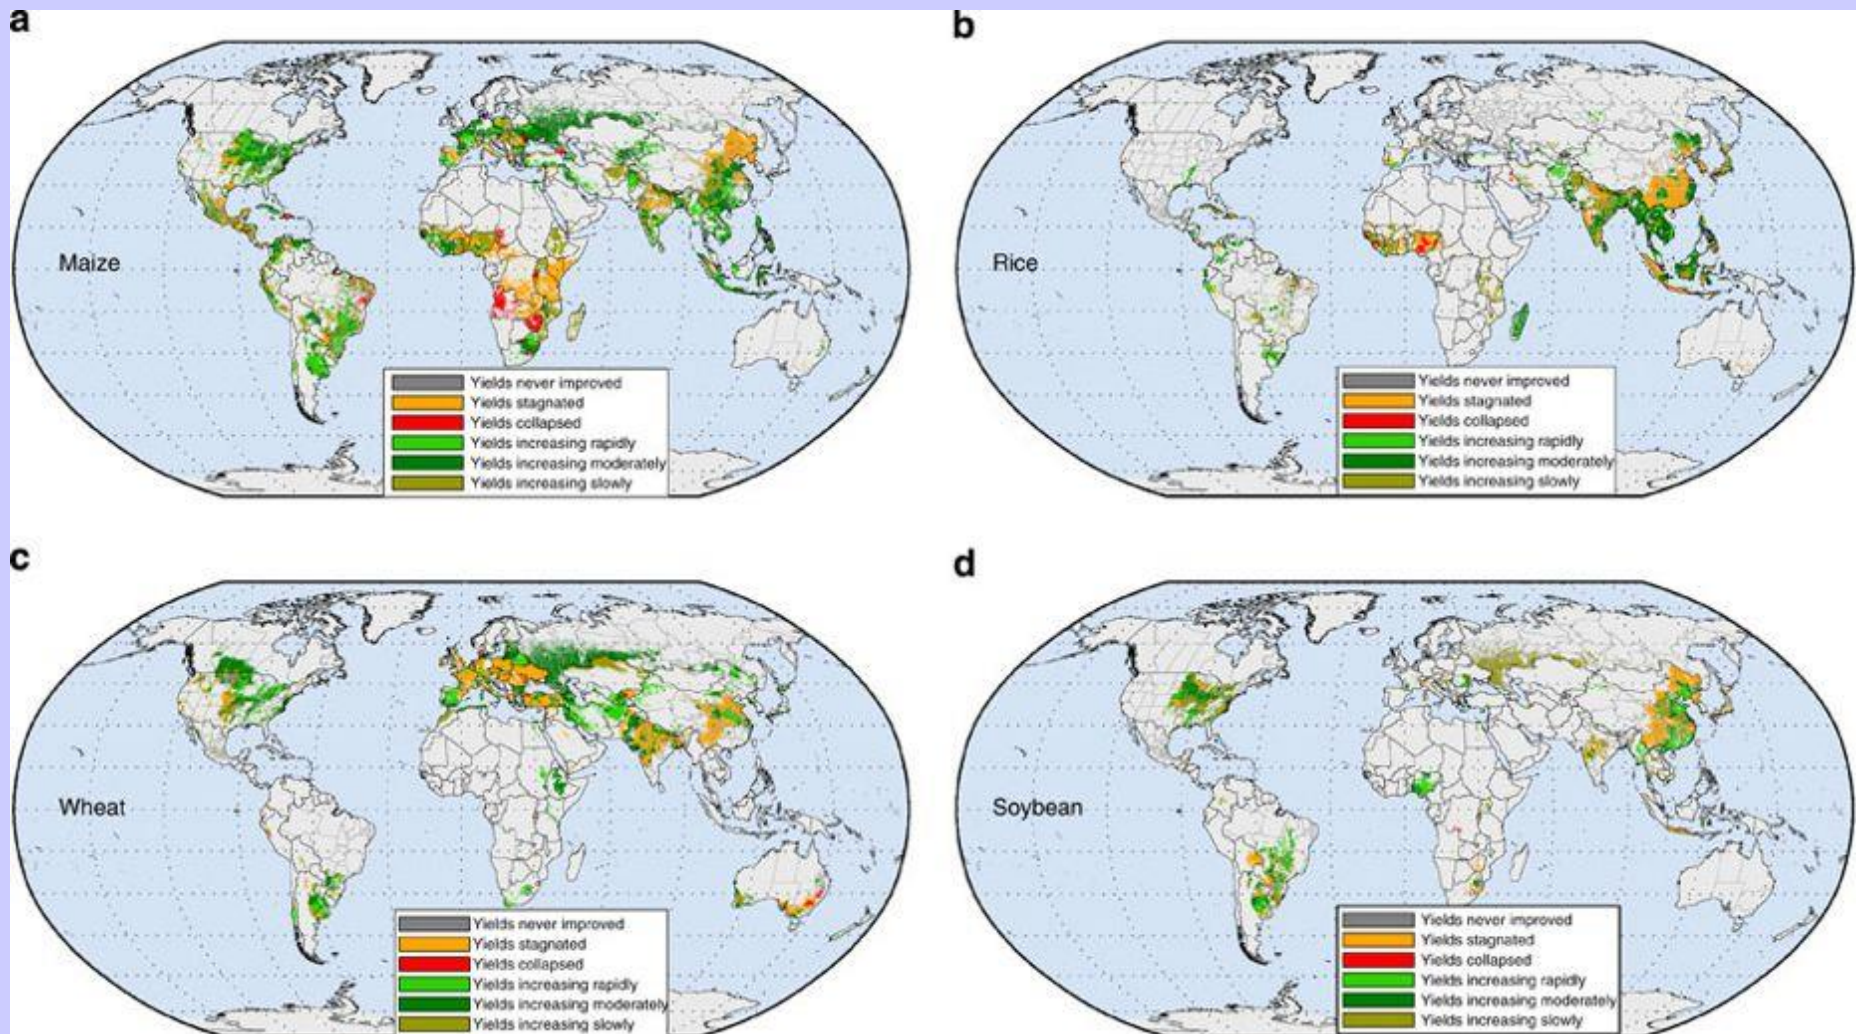 a
Maize
Yields never improved
Yields stagnated
Yields collapsed
Yields increasing rapidly
Yields increasing moderately
Yields increasing slowly
b
Rice
Yields never improved
Yields stagnated
Yields collapsed
Yields increasing rapidly
Yields increasing moderately
Yields increasing slowly
c
Wheat
Yields never improved
Yields stagnated
Yields collapsed
Yields increasing rapidly
Yields increasing moderately
Yields increasing slowly
d
Soybean
Yields never improved
Yields stagnated
Yields collapsed
Yields increasing rapidly
Yields increasing moderately
Yields increasing slowly